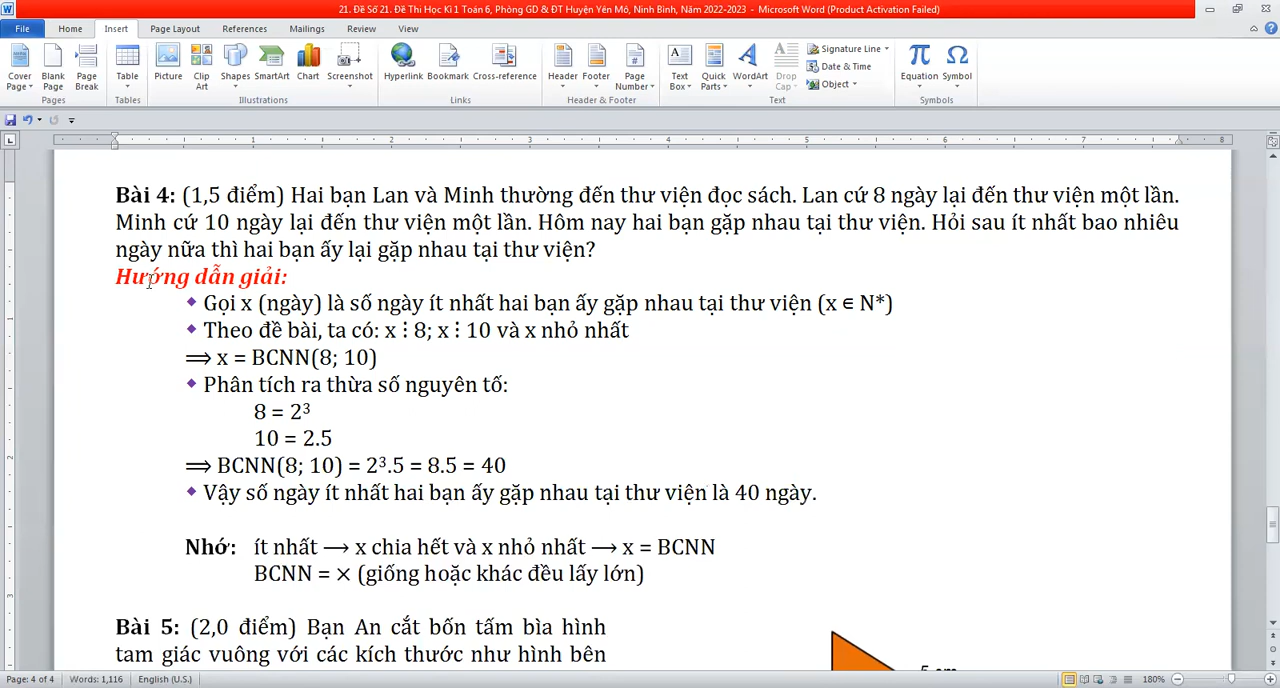 21. Đề Số 21. Đề Thi Học Kì 1 Toán 6, Phòng GD & ĐT Huyện Yên Mô, Ninh Bình, Năm 2022-2023 - Microsoft Word (Product Activation Failed)
File Home Insert Page Layout References Mailings Review View
Cover Page Blank Page Page Break Table Picture Clip Art Shapes SmartArt Chart Screenshot Hyperlink Bookmark Cross-reference Header Footer Page Number Text Box Quick Parts WordArt Drop Cap Signature Line Date & Time Object Equation Symbol
Pages Tables Illustrations Links Header & Footer Text Symbols
1 2 3 4 5 6 7 8
Bài 4: (1,5 điểm) Hai bạn Lan và Minh thường đến thư viện đọc sách. Lan cứ 8 ngày lại đến thư viện một lần.
Minh cứ 10 ngày lại đến thư viện một lần. Hôm nay hai bạn gặp nhau tại thư viện. Hỏi sau ít nhất bao nhiêu
ngày nữa thì hai bạn ấy lại gặp nhau tại thư viện?
Hướng dẫn giải:
◆ Gọi x (ngày) là số ngày ít nhất hai bạn ấy gặp nhau tại thư viện (x ∈ N*)
◆ Theo đề bài, ta có: x ⋮ 8; x ⋮ 10 và x nhỏ nhất
⟹ x = BCNN(8; 10)
◆ Phân tích ra thừa số nguyên tố:
8 = 2³
10 = 2.5
⟹ BCNN(8; 10) = 2³.5 = 8.5 = 40
◆ Vậy số ngày ít nhất hai bạn ấy gặp nhau tại thư viện là 40 ngày.
Nhớ: ít nhất ⟶ x chia hết và x nhỏ nhất ⟶ x = BCNN
BCNN = × (giống hoặc khác đều lấy lớn)
Bài 5: (2,0 điểm) Bạn An cắt bốn tấm bìa hình
tam giác vuông với các kích thước như hình bên
5 cm
Page: 4 of 4 Words: 1,116 English (U.S.) 180%